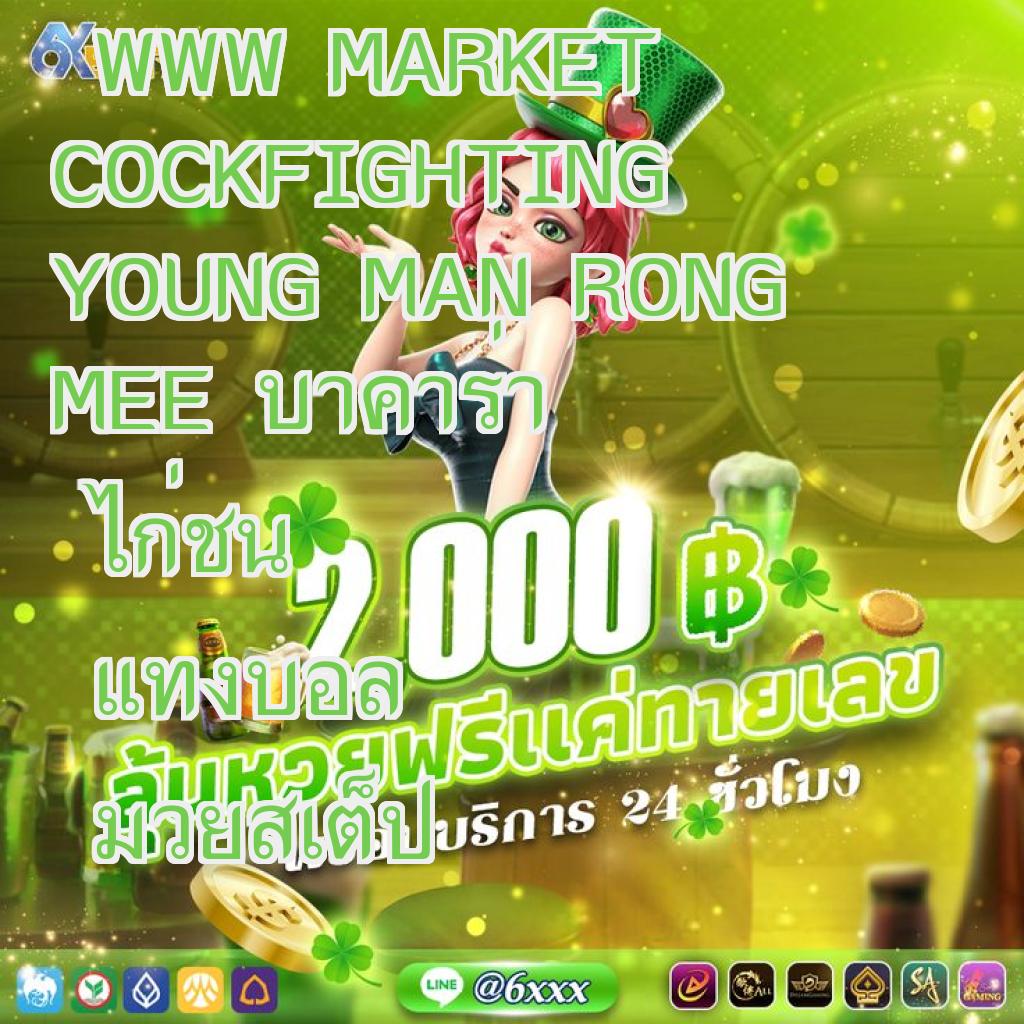 WWW MARKET
COCKFIGHTING
YOUNG MAN RONG
MEE บาคาร่า
ไก่ชน
2,000 ฿
แทงบอล
ลุ้นหวยฟรีแค่ทายเลข
มวยสเต็ป
บริการ 24 ชั่วโมง
LINE @6xxx
ALL
SA
GAMING